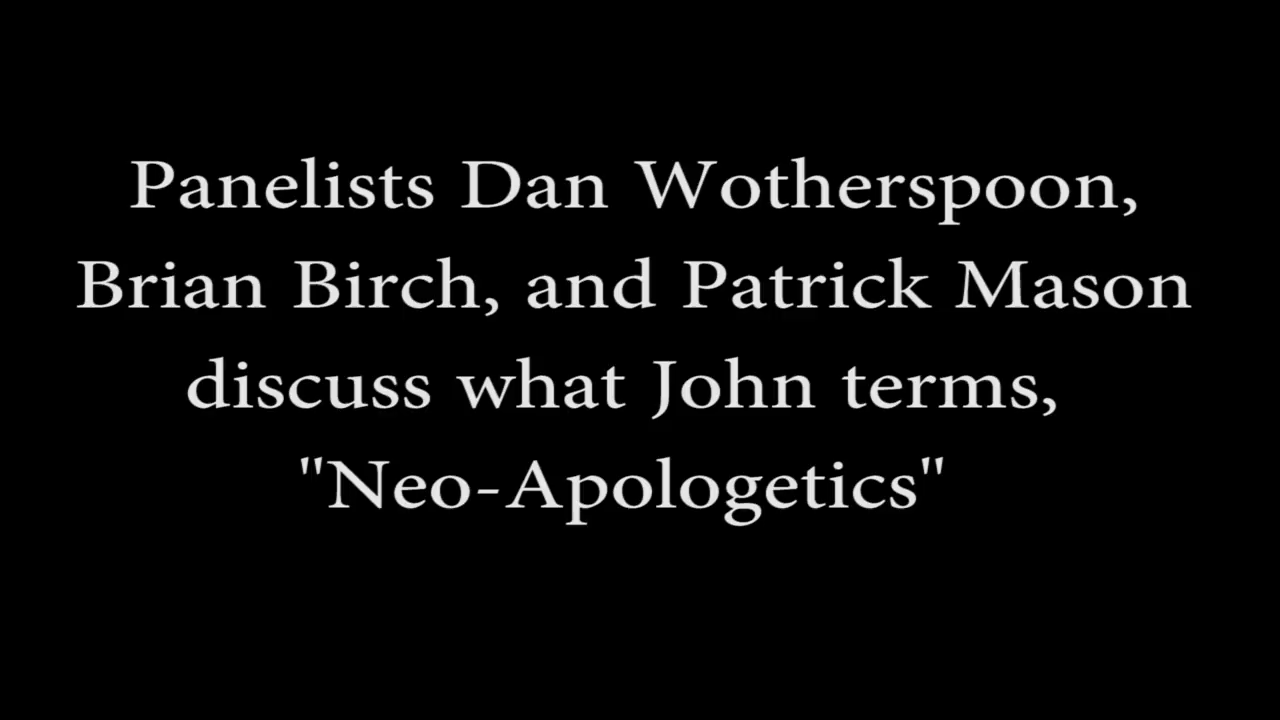 Panelists Dan Wotherspoon,
Brian Birch, and Patrick Mason
discuss what John terms,
"Neo-Apologetics"